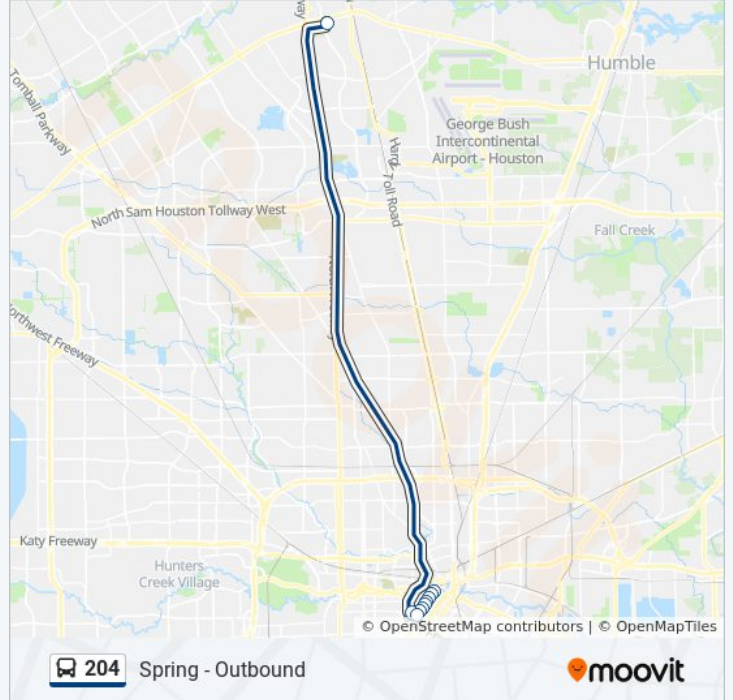 way
Humble
Tomball Parkway
George Bush
Intercontinental
Airport - Houston
Hardy Toll Road
North Sam Houston Tollway West
Fall Creek
Northwest Freeway
Katy Freeway
Hunters
Creek Village
© OpenStreetMap contributors | © OpenMapTiles
204 Spring - Outbound
moovit